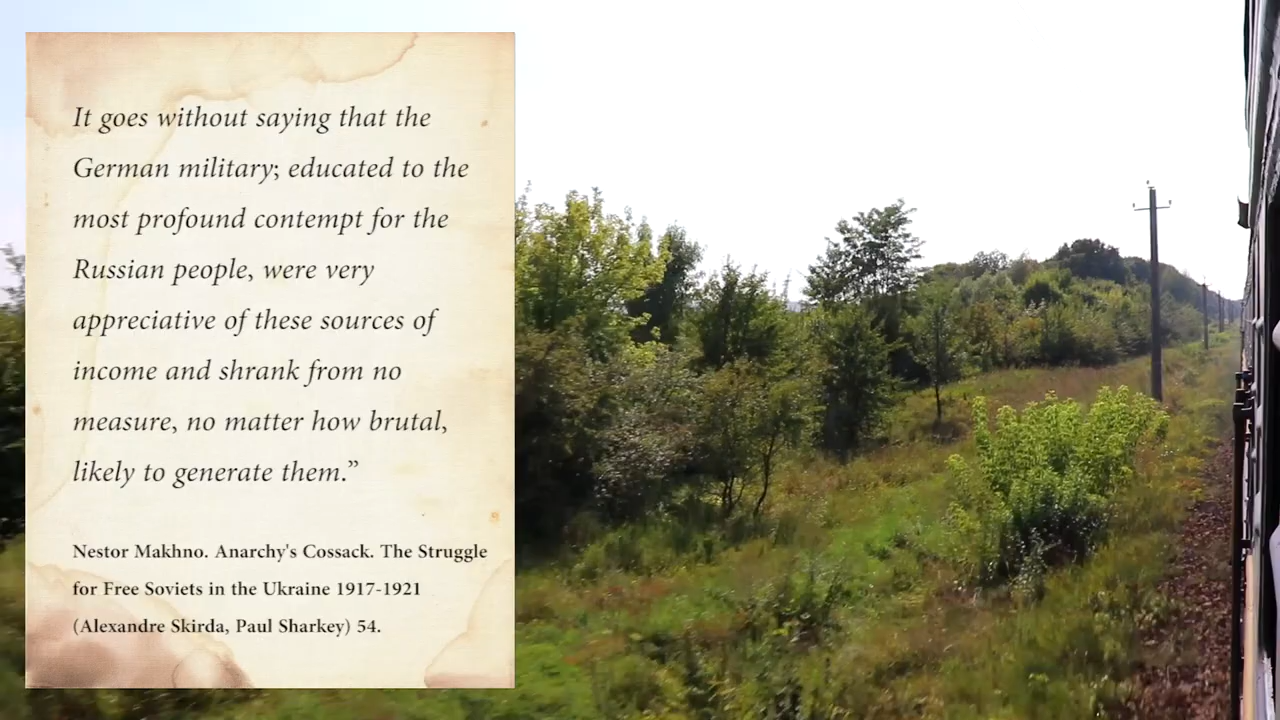 It goes without saying that the
German military; educated to the
most profound contempt for the
Russian people, were very
appreciative of these sources of
income and shrank from no
measure, no matter how brutal,
likely to generate them.”
Nestor Makhno. Anarchy's Cossack. The Struggle
for Free Soviets in the Ukraine 1917-1921
(Alexandre Skirda, Paul Sharkey) 54.